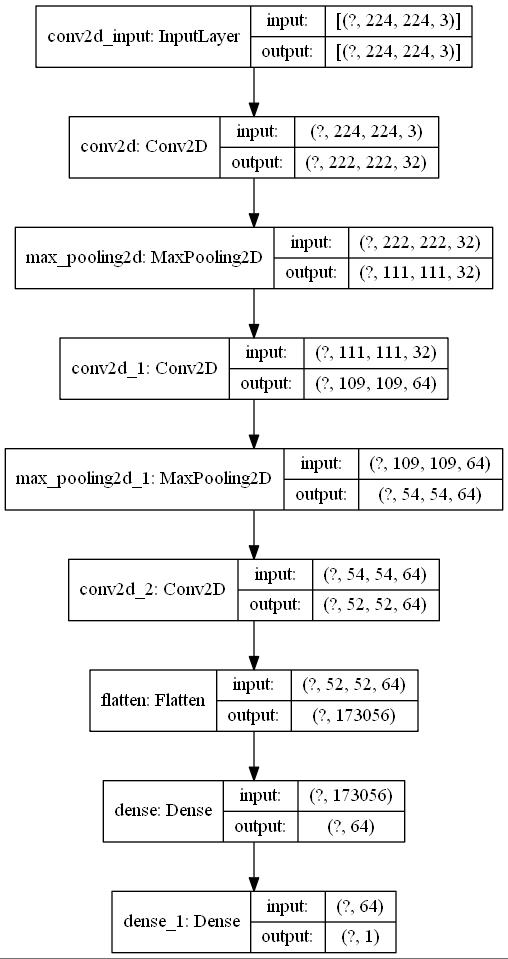 conv2d_input: InputLayer
input: [(?, 224, 224, 3)]
output: [(?, 224, 224, 3)]
conv2d: Conv2D
input: (?, 224, 224, 3)
output: (?, 222, 222, 32)
max_pooling2d: MaxPooling2D
input: (?, 222, 222, 32)
output: (?, 111, 111, 32)
conv2d_1: Conv2D
input: (?, 111, 111, 32)
output: (?, 109, 109, 64)
max_pooling2d_1: MaxPooling2D
input: (?, 109, 109, 64)
output: (?, 54, 54, 64)
conv2d_2: Conv2D
input: (?, 54, 54, 64)
output: (?, 52, 52, 64)
flatten: Flatten
input: (?, 52, 52, 64)
output: (?, 173056)
dense: Dense
input: (?, 173056)
output: (?, 64)
dense_1: Dense
input: (?, 64)
output: (?, 1)